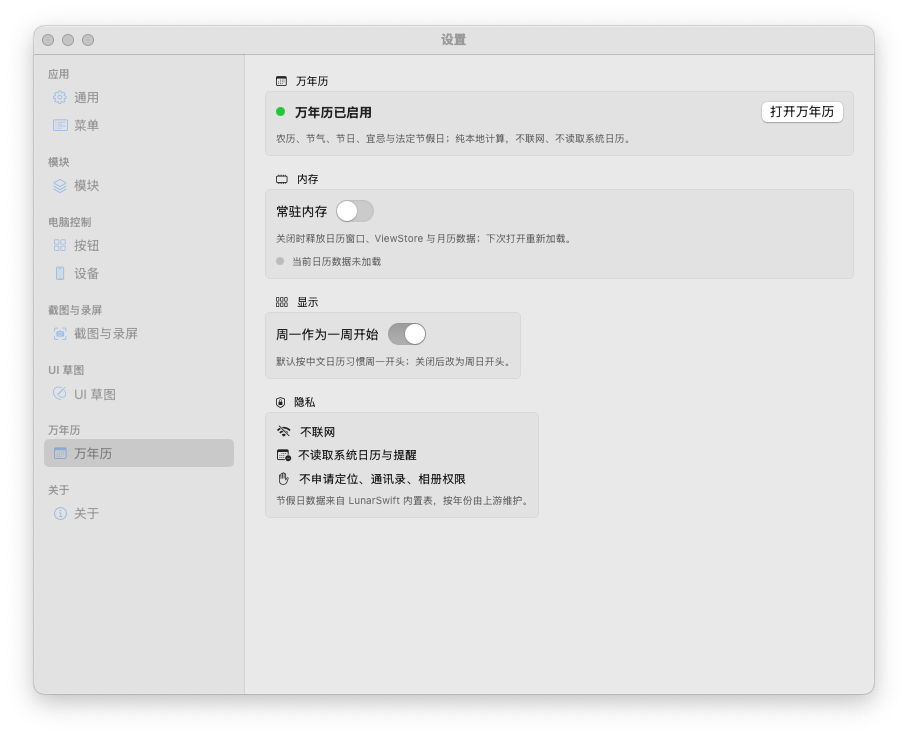 设置
应用
通用
菜单
模块
模块
电脑控制
按钮
设备
截图与录屏
截图与录屏
UI 草图
UI 草图
万年历
万年历
关于
关于
万年历
万年历已启用
打开万年历
农历、节气、节日、宜忌与法定节假日；纯本地计算，不联网、不读取系统日历。
内存
常驻内存
关闭时释放日历窗口、ViewStore 与月历数据；下次打开重新加载。
当前日历数据未加载
显示
周一作为一周开始
默认按中文日历习惯周一开头；关闭后改为周日开头。
隐私
不联网
不读取系统日历与提醒
不申请定位、通讯录、相册权限
节假日数据来自 LunarSwift 内置表，按年份由上游维护。